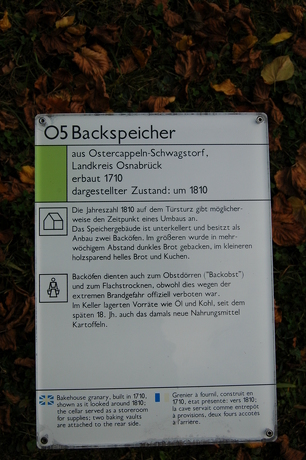 O5 Backspeicher
aus Ostercappeln-Schwagstorf,
Landkreis Osnabrück
erbaut 1710
dargestellter Zustand: um 1810
Die Jahreszahl 1810 auf dem Türsturz gibt möglicher-
weise den Zeitpunkt eines Umbaus an.
Das Speichergebäude ist unterkellert und besitzt als
Anbau zwei Backöfen. Im größeren wurde in mehr-
wöchigem Abstand dunkles Brot gebacken, im kleineren
holzsparend helles Brot und Kuchen.
Backöfen dienten auch zum Obstdörren ("Backobst")
und zum Flachstrocknen, obwohl dies wegen der
extremen Brandgefahr offiziell verboten war.
Im Keller lagerten Vorräte wie Öl und Kohl, seit dem
späten 18. Jh. auch das damals neue Nahrungsmittel
Kartoffeln.
Bakehouse granary, built in 1710,
shown as it looked around 1810;
the cellar served as a storeroom
for supplies; two baking vaults
are attached to the rear side.
Grenier à fournil, construit en
1710, état présenté: vers 1810;
la cave servait comme entrepôt
à provisions, deux fours accotés
à l'arrière.